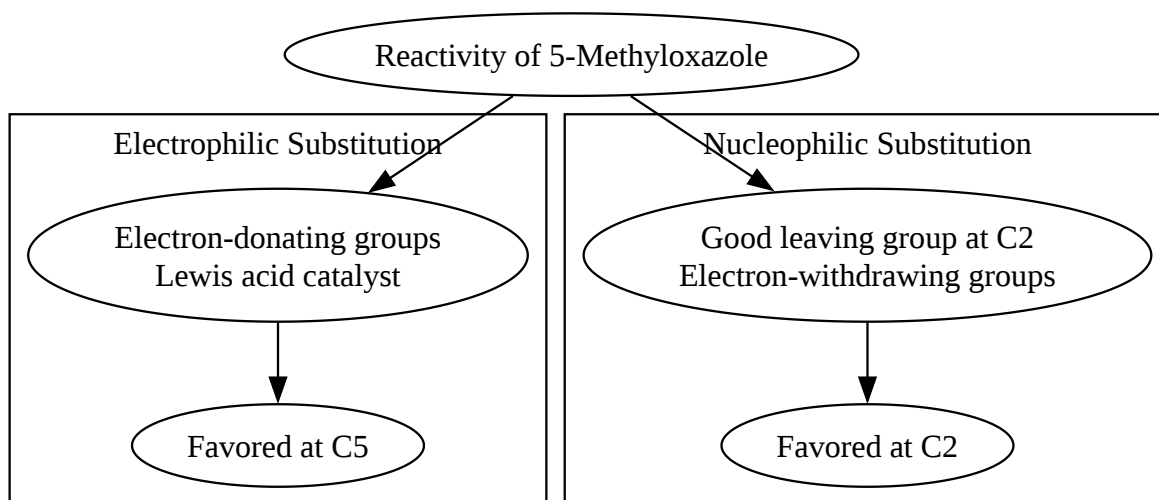 Reactivity of 5-Methyloxazole
Electrophilic Substitution
Electron-donating groups
Lewis acid catalyst
Favored at C5
Nucleophilic Substitution
Good leaving group at C2
Electron-withdrawing groups
Favored at C2